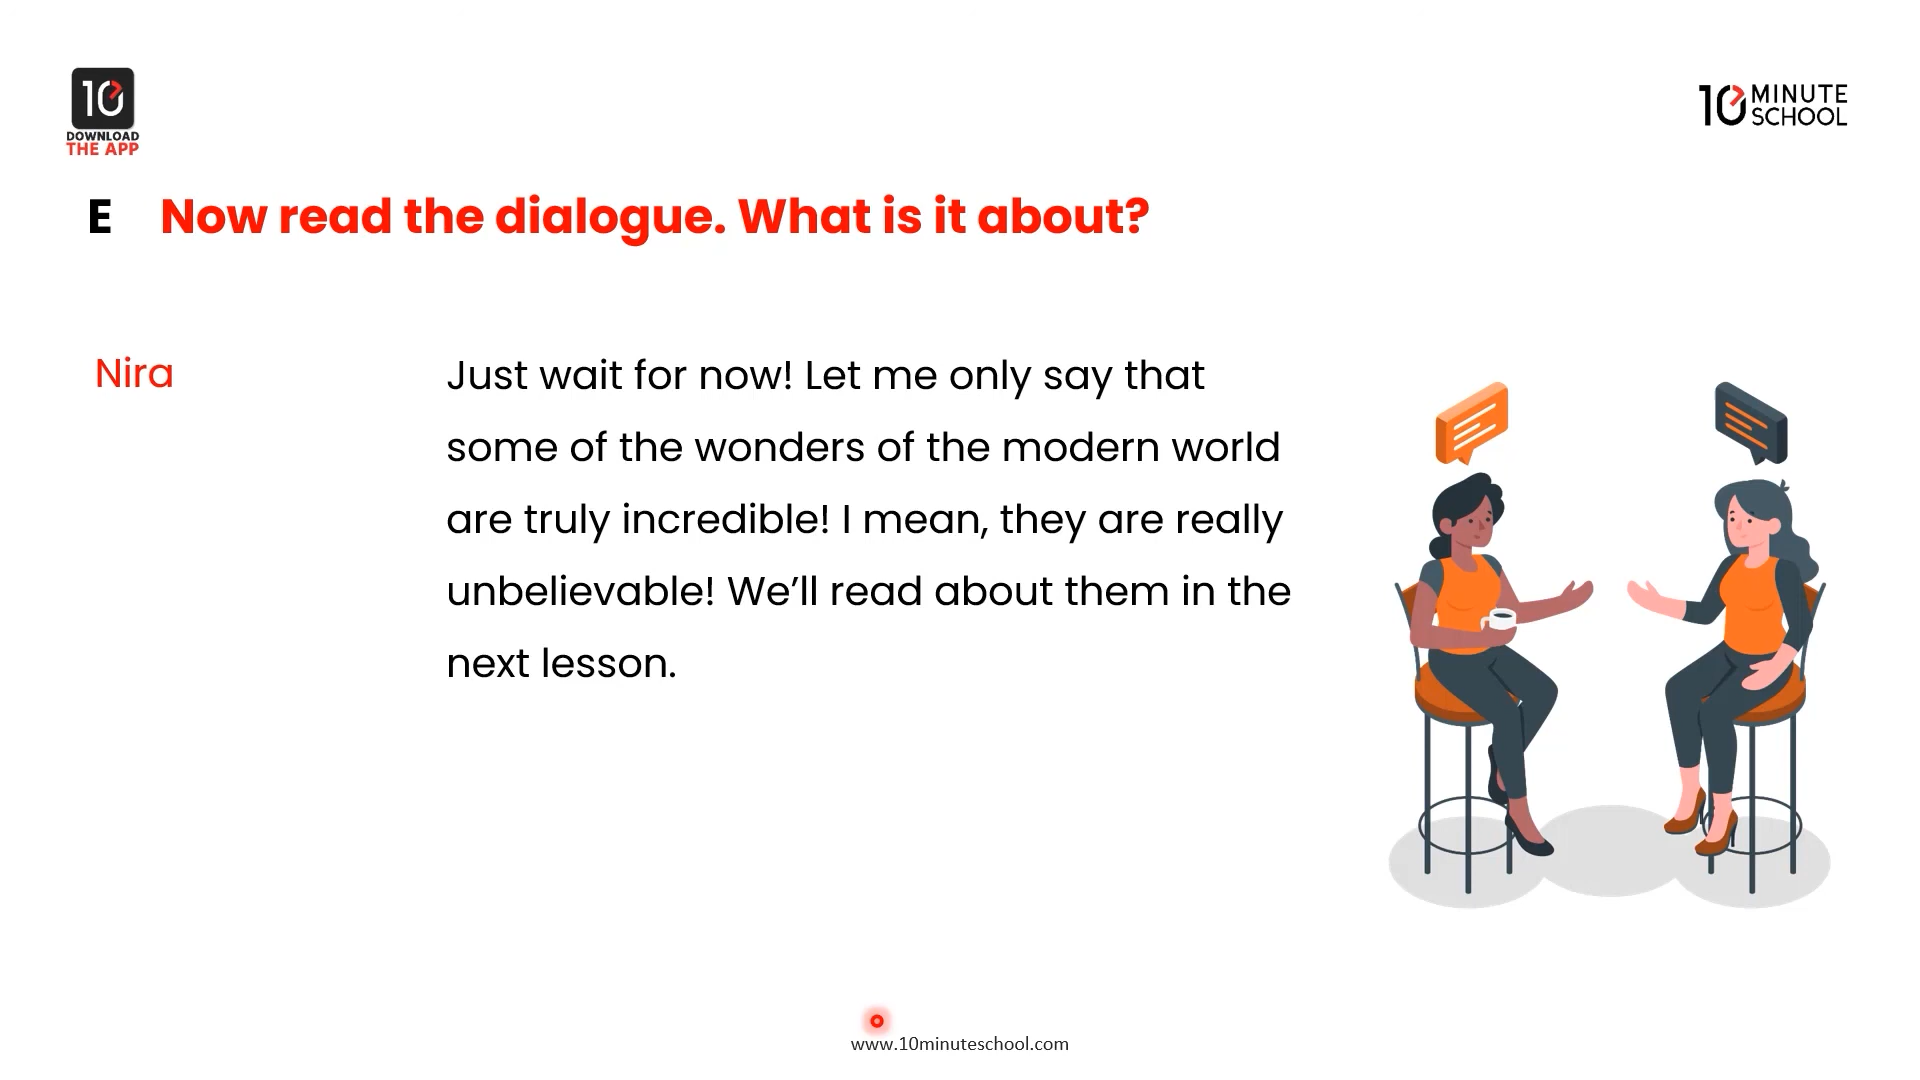 10
DOWNLOAD
THE APP
10 MINUTE
SCHOOL
E Now read the dialogue. What is it about?
Nira
Just wait for now! Let me only say that
some of the wonders of the modern world
are truly incredible! I mean, they are really
unbelievable! We’ll read about them in the
next lesson.
www.10minuteschool.com